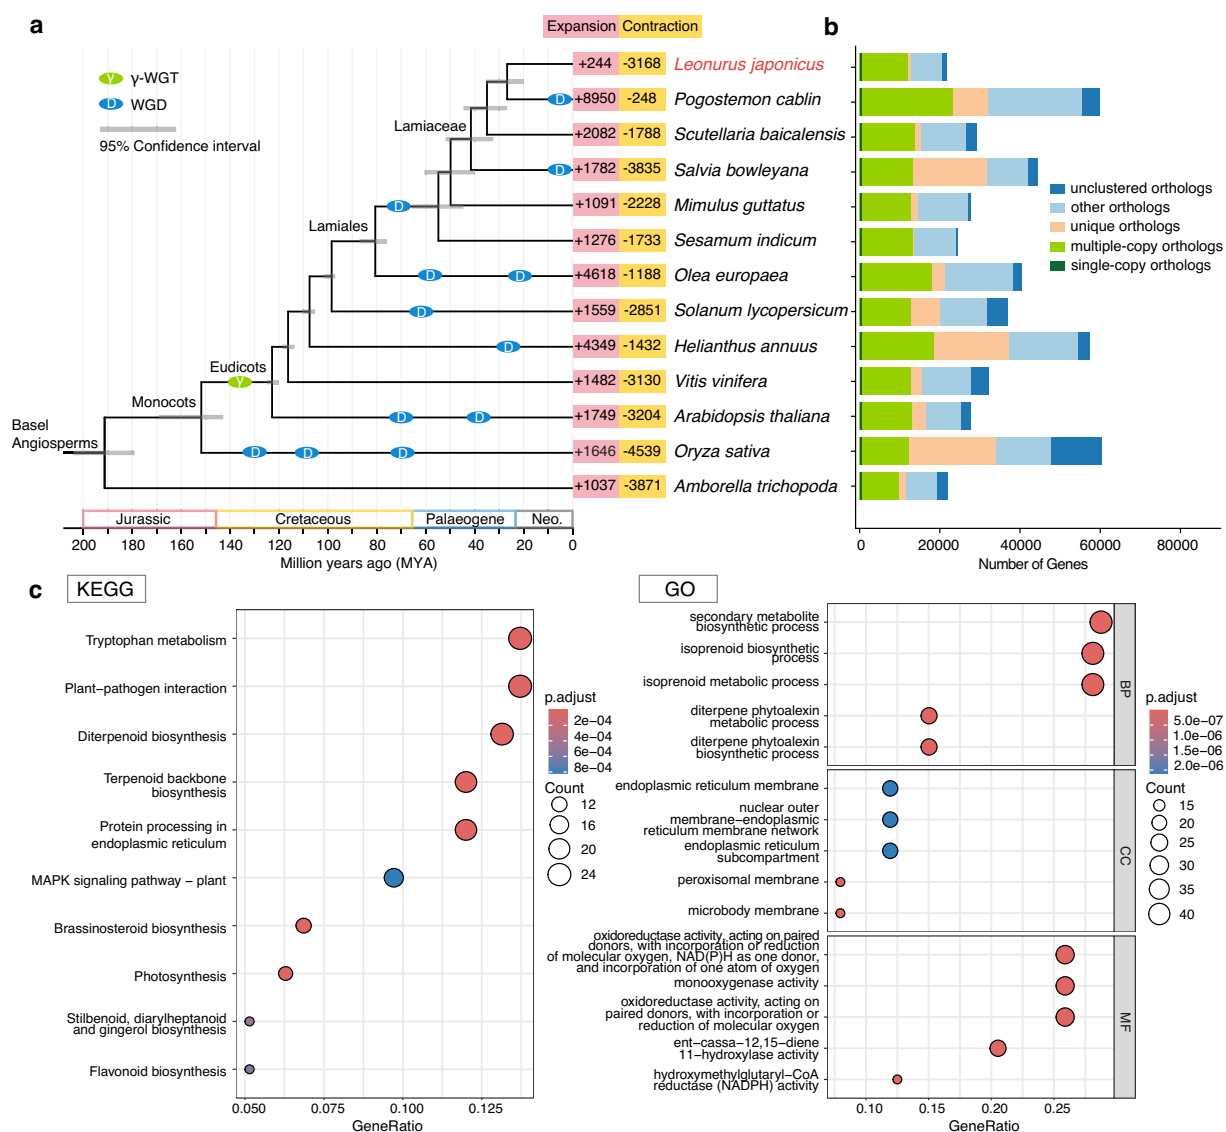 a
Expansion Contraction
b
γ-WGT
WGD
95% Confidence interval
Lamiaceae
Lamiales
Eudicots
Monocots
Basel
Angiosperms
γ
D
D
D
D
D
D
D
D
D
D
D
D
+244 -3168 Leonurus japonicus
+8950 -248 Pogostemon cablin
+2082 -1788 Scutellaria baicalensis
+1782 -3835 Salvia bowleyana
+1091 -2228 Mimulus guttatus
+1276 -1733 Sesamum indicum
+4618 -1188 Olea europaea
+1559 -2851 Solanum lycopersicum
+4349 -1432 Helianthus annuus
+1482 -3130 Vitis vinifera
+1749 -3204 Arabidopsis thaliana
+1646 -4539 Oryza sativa
+1037 -3871 Amborella trichopoda
Jurassic Cretaceous Palaeogene Neo.
200 180 160 140 120 100 80 60 40 20 0
Million years ago (MYA)
unclustered orthologs
other orthologs
unique orthologs
multiple-copy orthologs
single-copy orthologs
0 20000 40000 60000 80000
Number of Genes
c
KEGG
Tryptophan metabolism
Plant−pathogen interaction
Diterpenoid biosynthesis
Terpenoid backbone
biosynthesis
Protein processing in
endoplasmic reticulum
MAPK signaling pathway − plant
Brassinosteroid biosynthesis
Photosynthesis
Stilbenoid, diarylheptanoid
and gingerol biosynthesis
Flavonoid biosynthesis
0.050 0.075 0.100 0.125
GeneRatio
p.adjust
2e−04
4e−04
6e−04
8e−04
Count
12
16
20
24
GO
secondary metabolite
biosynthetic process
isoprenoid biosynthetic
process
isoprenoid metabolic process
diterpene phytoalexin
metabolic process
diterpene phytoalexin
biosynthetic process
BP
endoplasmic reticulum membrane
nuclear outer
membrane−endoplasmic
reticulum membrane network
endoplasmic reticulum
subcompartment
peroxisomal membrane
microbody membrane
CC
oxidoreductase activity, acting on paired
donors, with incorporation or reduction
of molecular oxygen, NAD(P)H as one donor,
and incorporation of one atom of oxygen
monooxygenase activity
oxidoreductase activity, acting on
paired donors, with incorporation or
reduction of molecular oxygen
ent−cassa−12,15−diene
11−hydroxylase activity
hydroxymethylglutaryl−CoA
reductase (NADPH) activity
MF
0.10 0.15 0.20 0.25
GeneRatio
p.adjust
5.0e−07
1.0e−06
1.5e−06
2.0e−06
Count
15
20
25
30
35
40